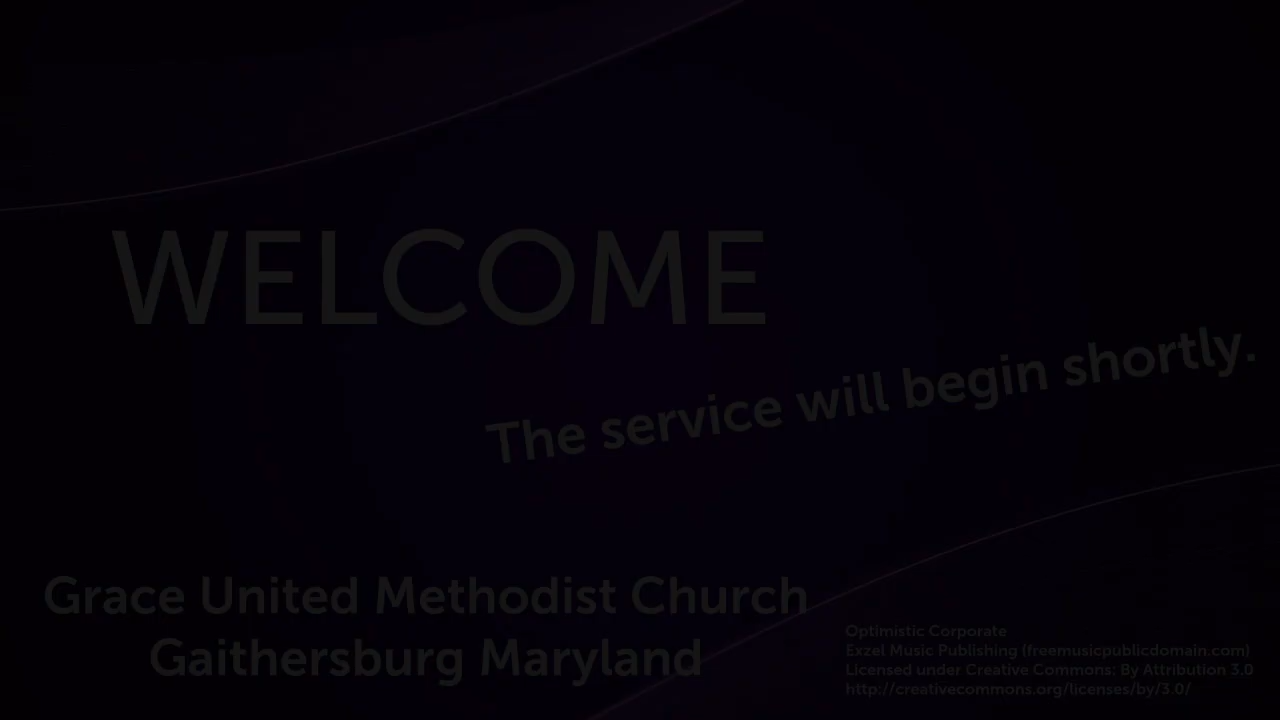 WELCOME
The service will begin shortly.
Grace United Methodist Church
Gaithersburg Maryland
Optimistic Corporate
Exzel Music Publishing (freemusicpublicdomain.com)
Licensed under Creative Commons: By Attribution 3.0
http://creativecommons.org/licenses/by/3.0/